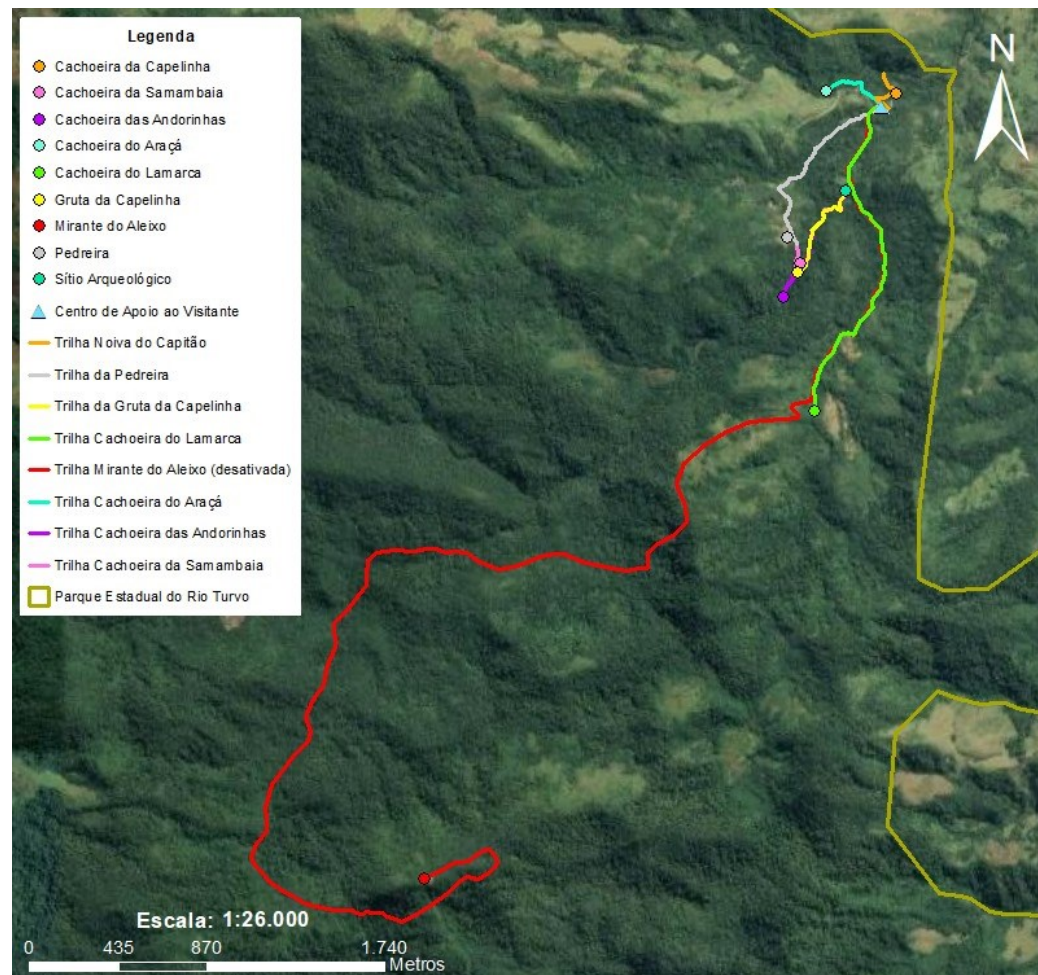 Legenda
Cachoeira da Capelinha
Cachoeira da Samambaia
Cachoeira das Andorinhas
Cachoeira do Araçá
Cachoeira do Lamarca
Gruta da Capelinha
Mirante do Aleixo
Pedreira
Sítio Arqueológico
Centro de Apoio ao Visitante
Trilha Noiva do Capitão
Trilha da Pedreira
Trilha da Gruta da Capelinha
Trilha Cachoeira do Lamarca
Trilha Mirante do Aleixo (desativada)
Trilha Cachoeira do Araçá
Trilha Cachoeira das Andorinhas
Trilha Cachoeira da Samambaia
Parque Estadual do Rio Turvo
N
Escala: 1:26.000
0 435 870 1.740
Metros